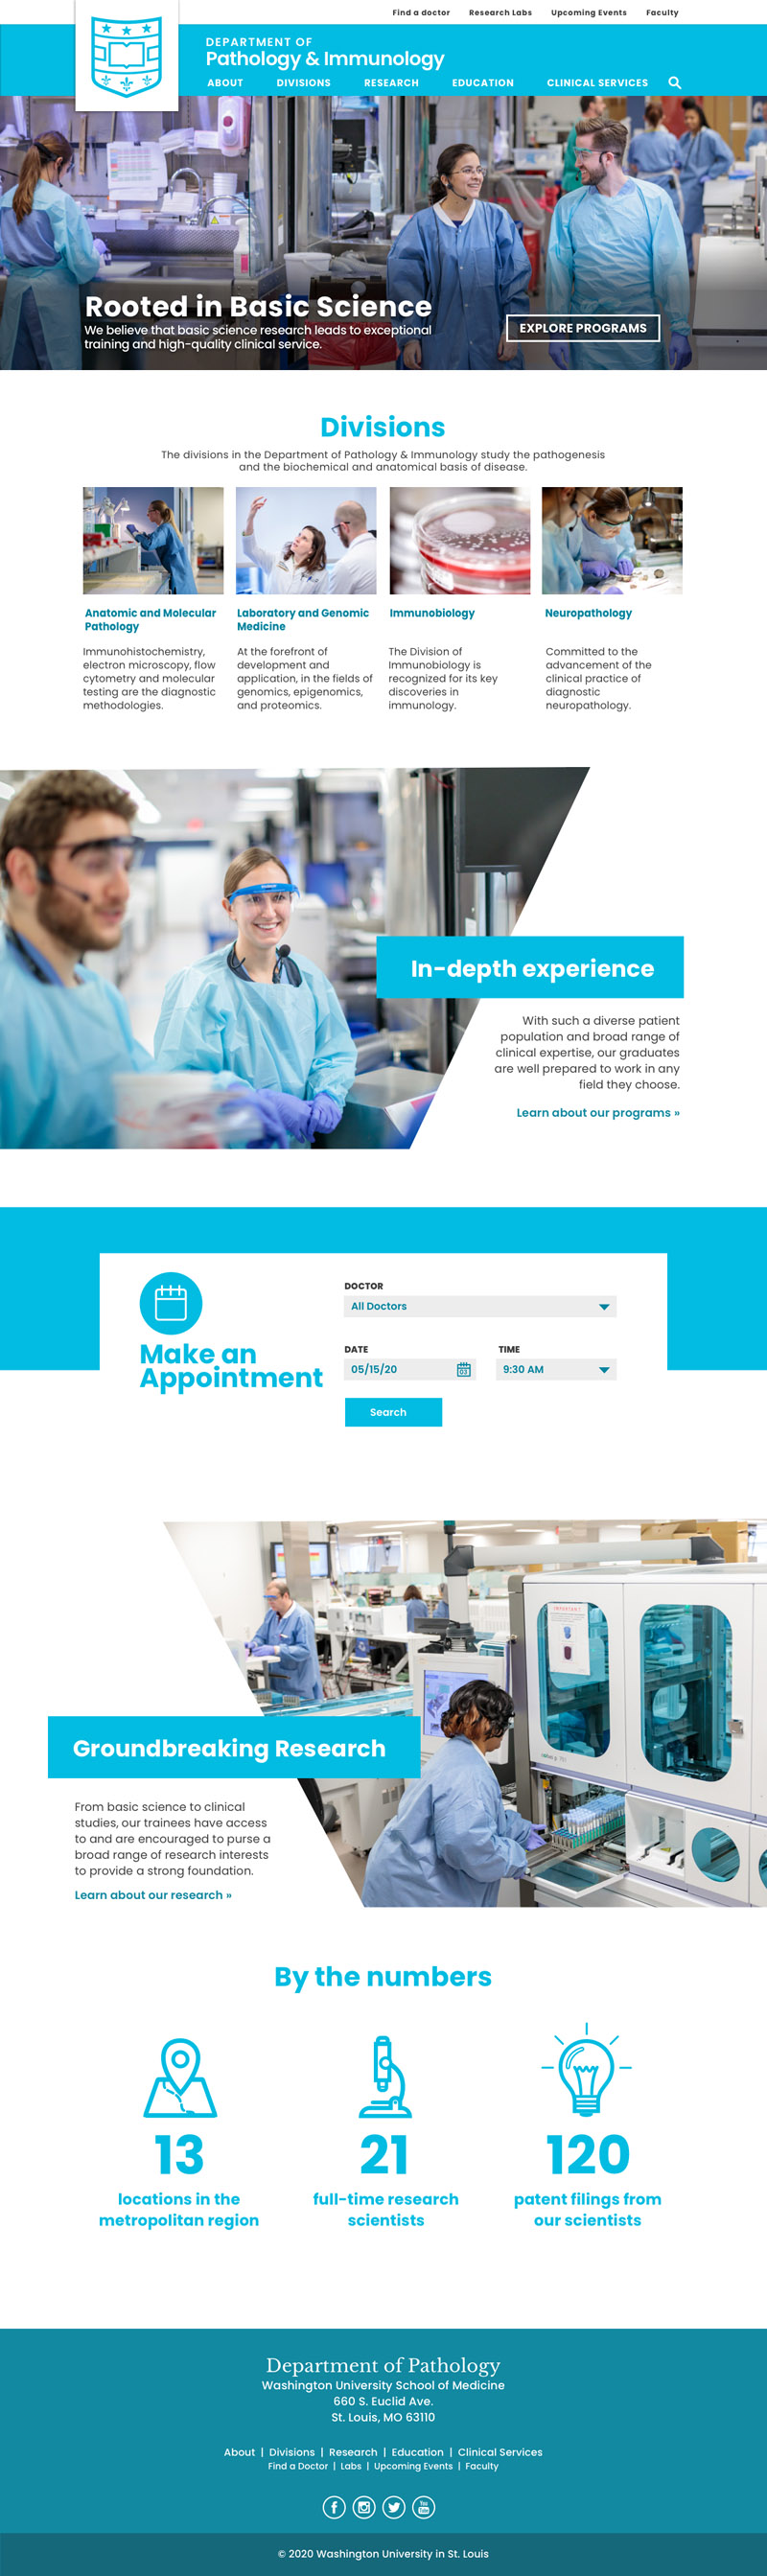 Find a doctor Research Labs Upcoming Events Faculty
DEPARTMENT OF
Pathology & Immunology
ABOUT DIVISIONS RESEARCH EDUCATION CLINICAL SERVICES
Rooted in Basic Science
We believe that basic science research leads to exceptional
training and high-quality clinical service.
EXPLORE PROGRAMS
Divisions
The divisions in the Department of Pathology & Immunology study the pathogenesis
and the biochemical and anatomical basis of disease.
Anatomic and Molecular
Pathology
Immunohistochemistry,
electron microscopy, flow
cytometry and molecular
testing are the diagnostic
methodologies.
Laboratory and Genomic
Medicine
At the forefront of
development and
application, in the fields of
genomics, epigenomics,
and proteomics.
Immunobiology
The Division of
Immunobiology is
recognized for its key
discoveries in
immunology.
Neuropathology
Committed to the
advancement of the
clinical practice of
diagnostic
neuropathology.
In-depth experience
With such a diverse patient
population and broad range of
clinical expertise, our graduates
are well prepared to work in any
field they choose.
Learn about our programs »
Make an
Appointment
DOCTOR
All Doctors
DATE
05/15/20
TIME
9:30 AM
Search
Groundbreaking Research
From basic science to clinical
studies, our trainees have access
to and are encouraged to purse a
broad range of research interests
to provide a strong foundation.
Learn about our research »
By the numbers
13
locations in the
metropolitan region
21
full-time research
scientists
120
patent filings from
our scientists
Department of Pathology
Washington University School of Medicine
660 S. Euclid Ave.
St. Louis, MO 63110
About | Divisions | Research | Education | Clinical Services
Find a Doctor | Labs | Upcoming Events | Faculty
You
Tube
© 2020 Washington University in St. Louis